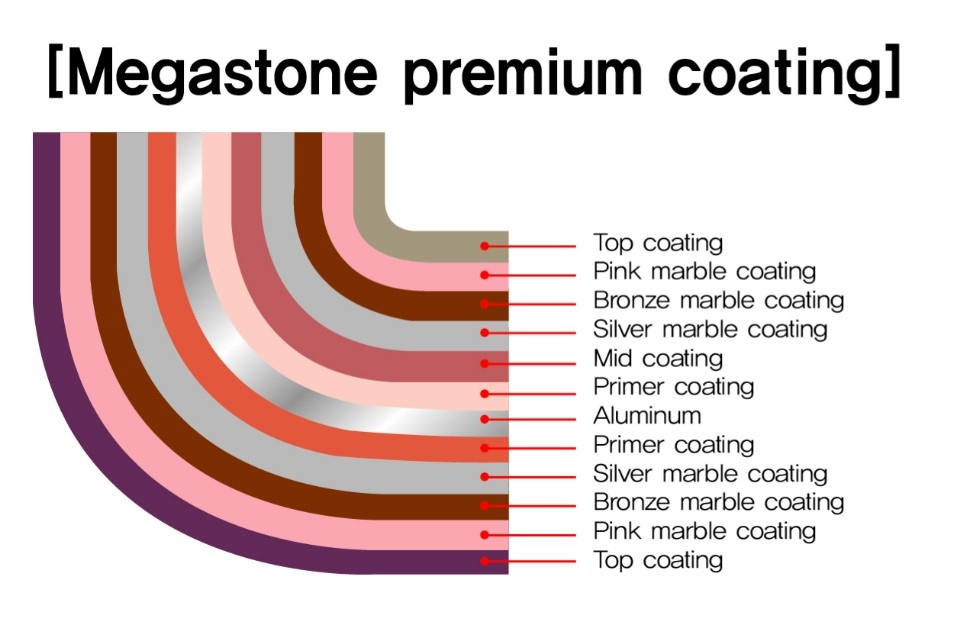 [Megastone premium coating]
Top coating
Pink marble coating
Bronze marble coating
Silver marble coating
Mid coating
Primer coating
Aluminum
Primer coating
Silver marble coating
Bronze marble coating
Pink marble coating
Top coating